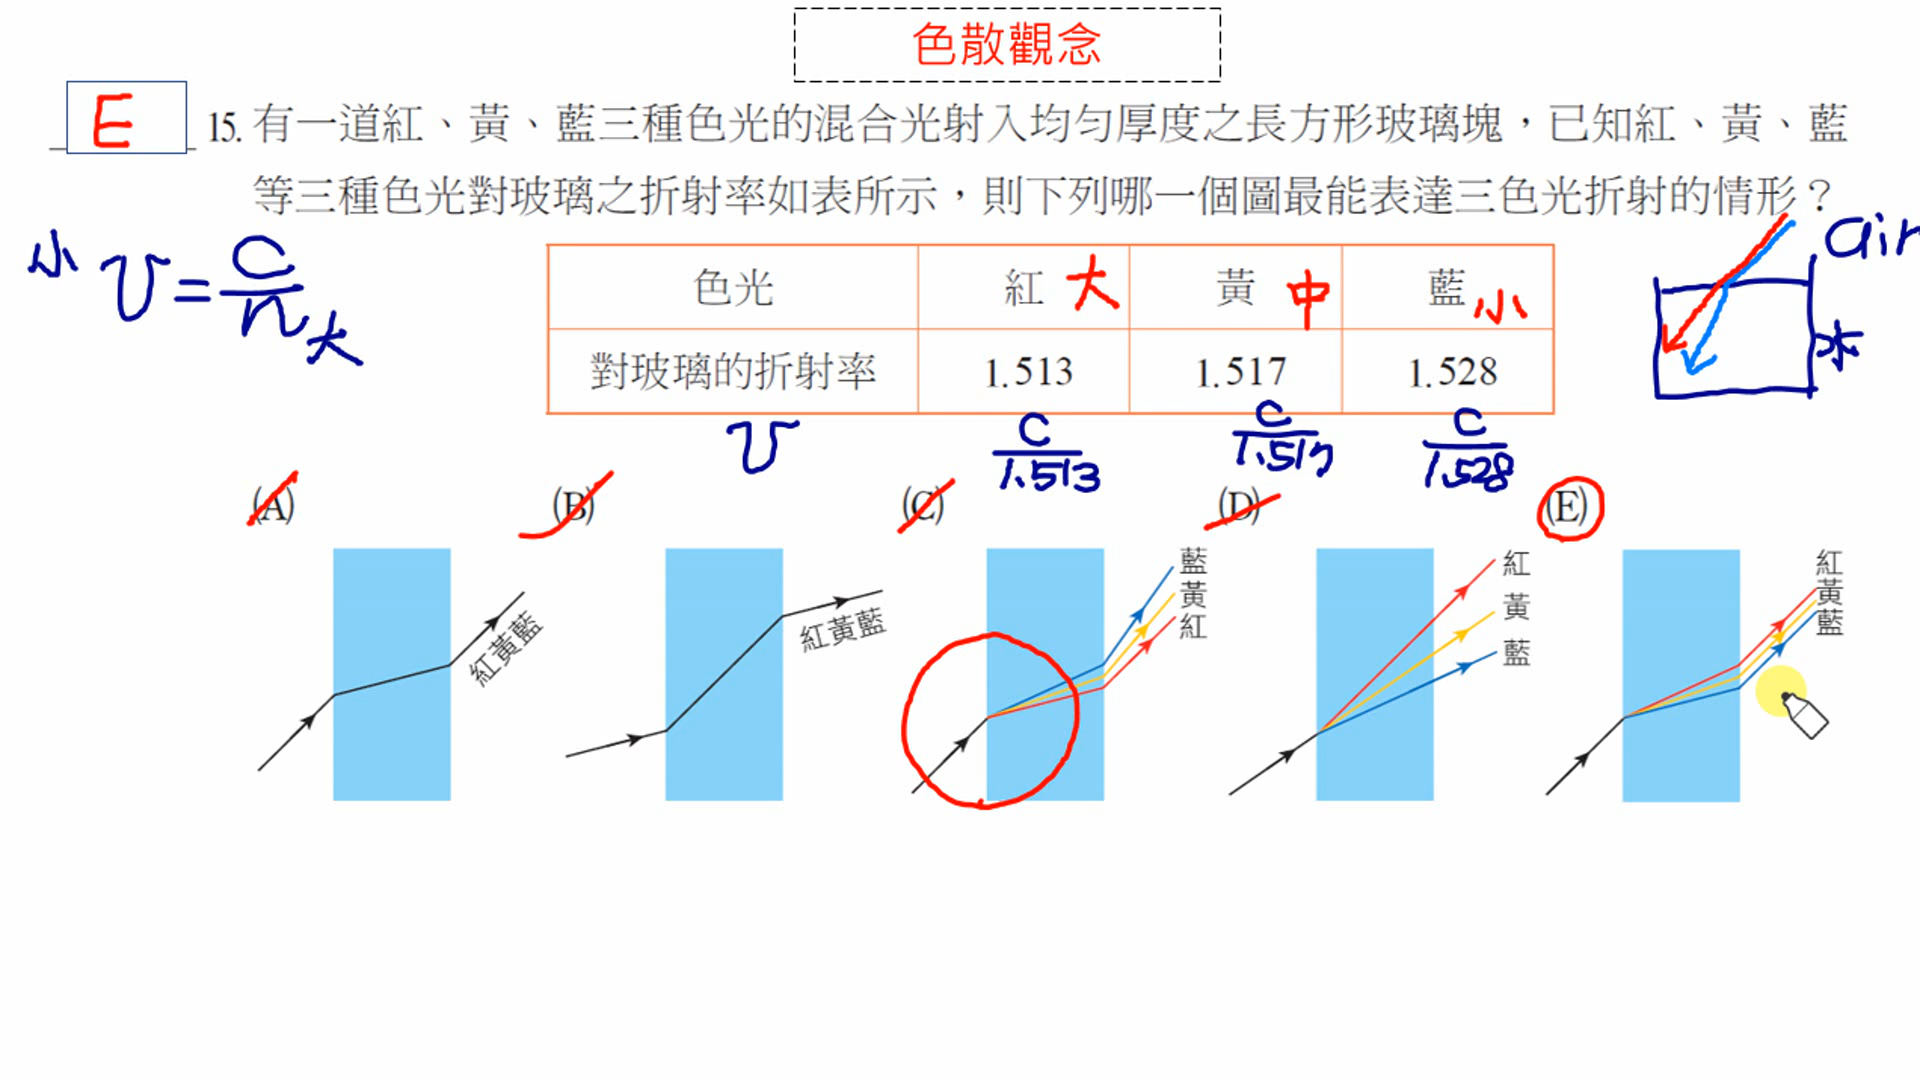 色散觀念
E
15. 有一道紅、黃、藍三種色光的混合光射入均勻厚度之長方形玻璃塊，已知紅、黃、藍
等三種色光對玻璃之折射率如表所示，則下列哪一個圖最能表達三色光折射的情形？
小 v = c/n 大
色光 紅 大 黃 中 藍 小
對玻璃的折射率 1.513 1.517 1.528
v c/1.513 c/1.517 c/1.528
air
水
(A) (B) (C) (D) (E)
紅黃藍
紅黃藍
藍
黃
紅
紅
黃
藍
紅
黃
藍